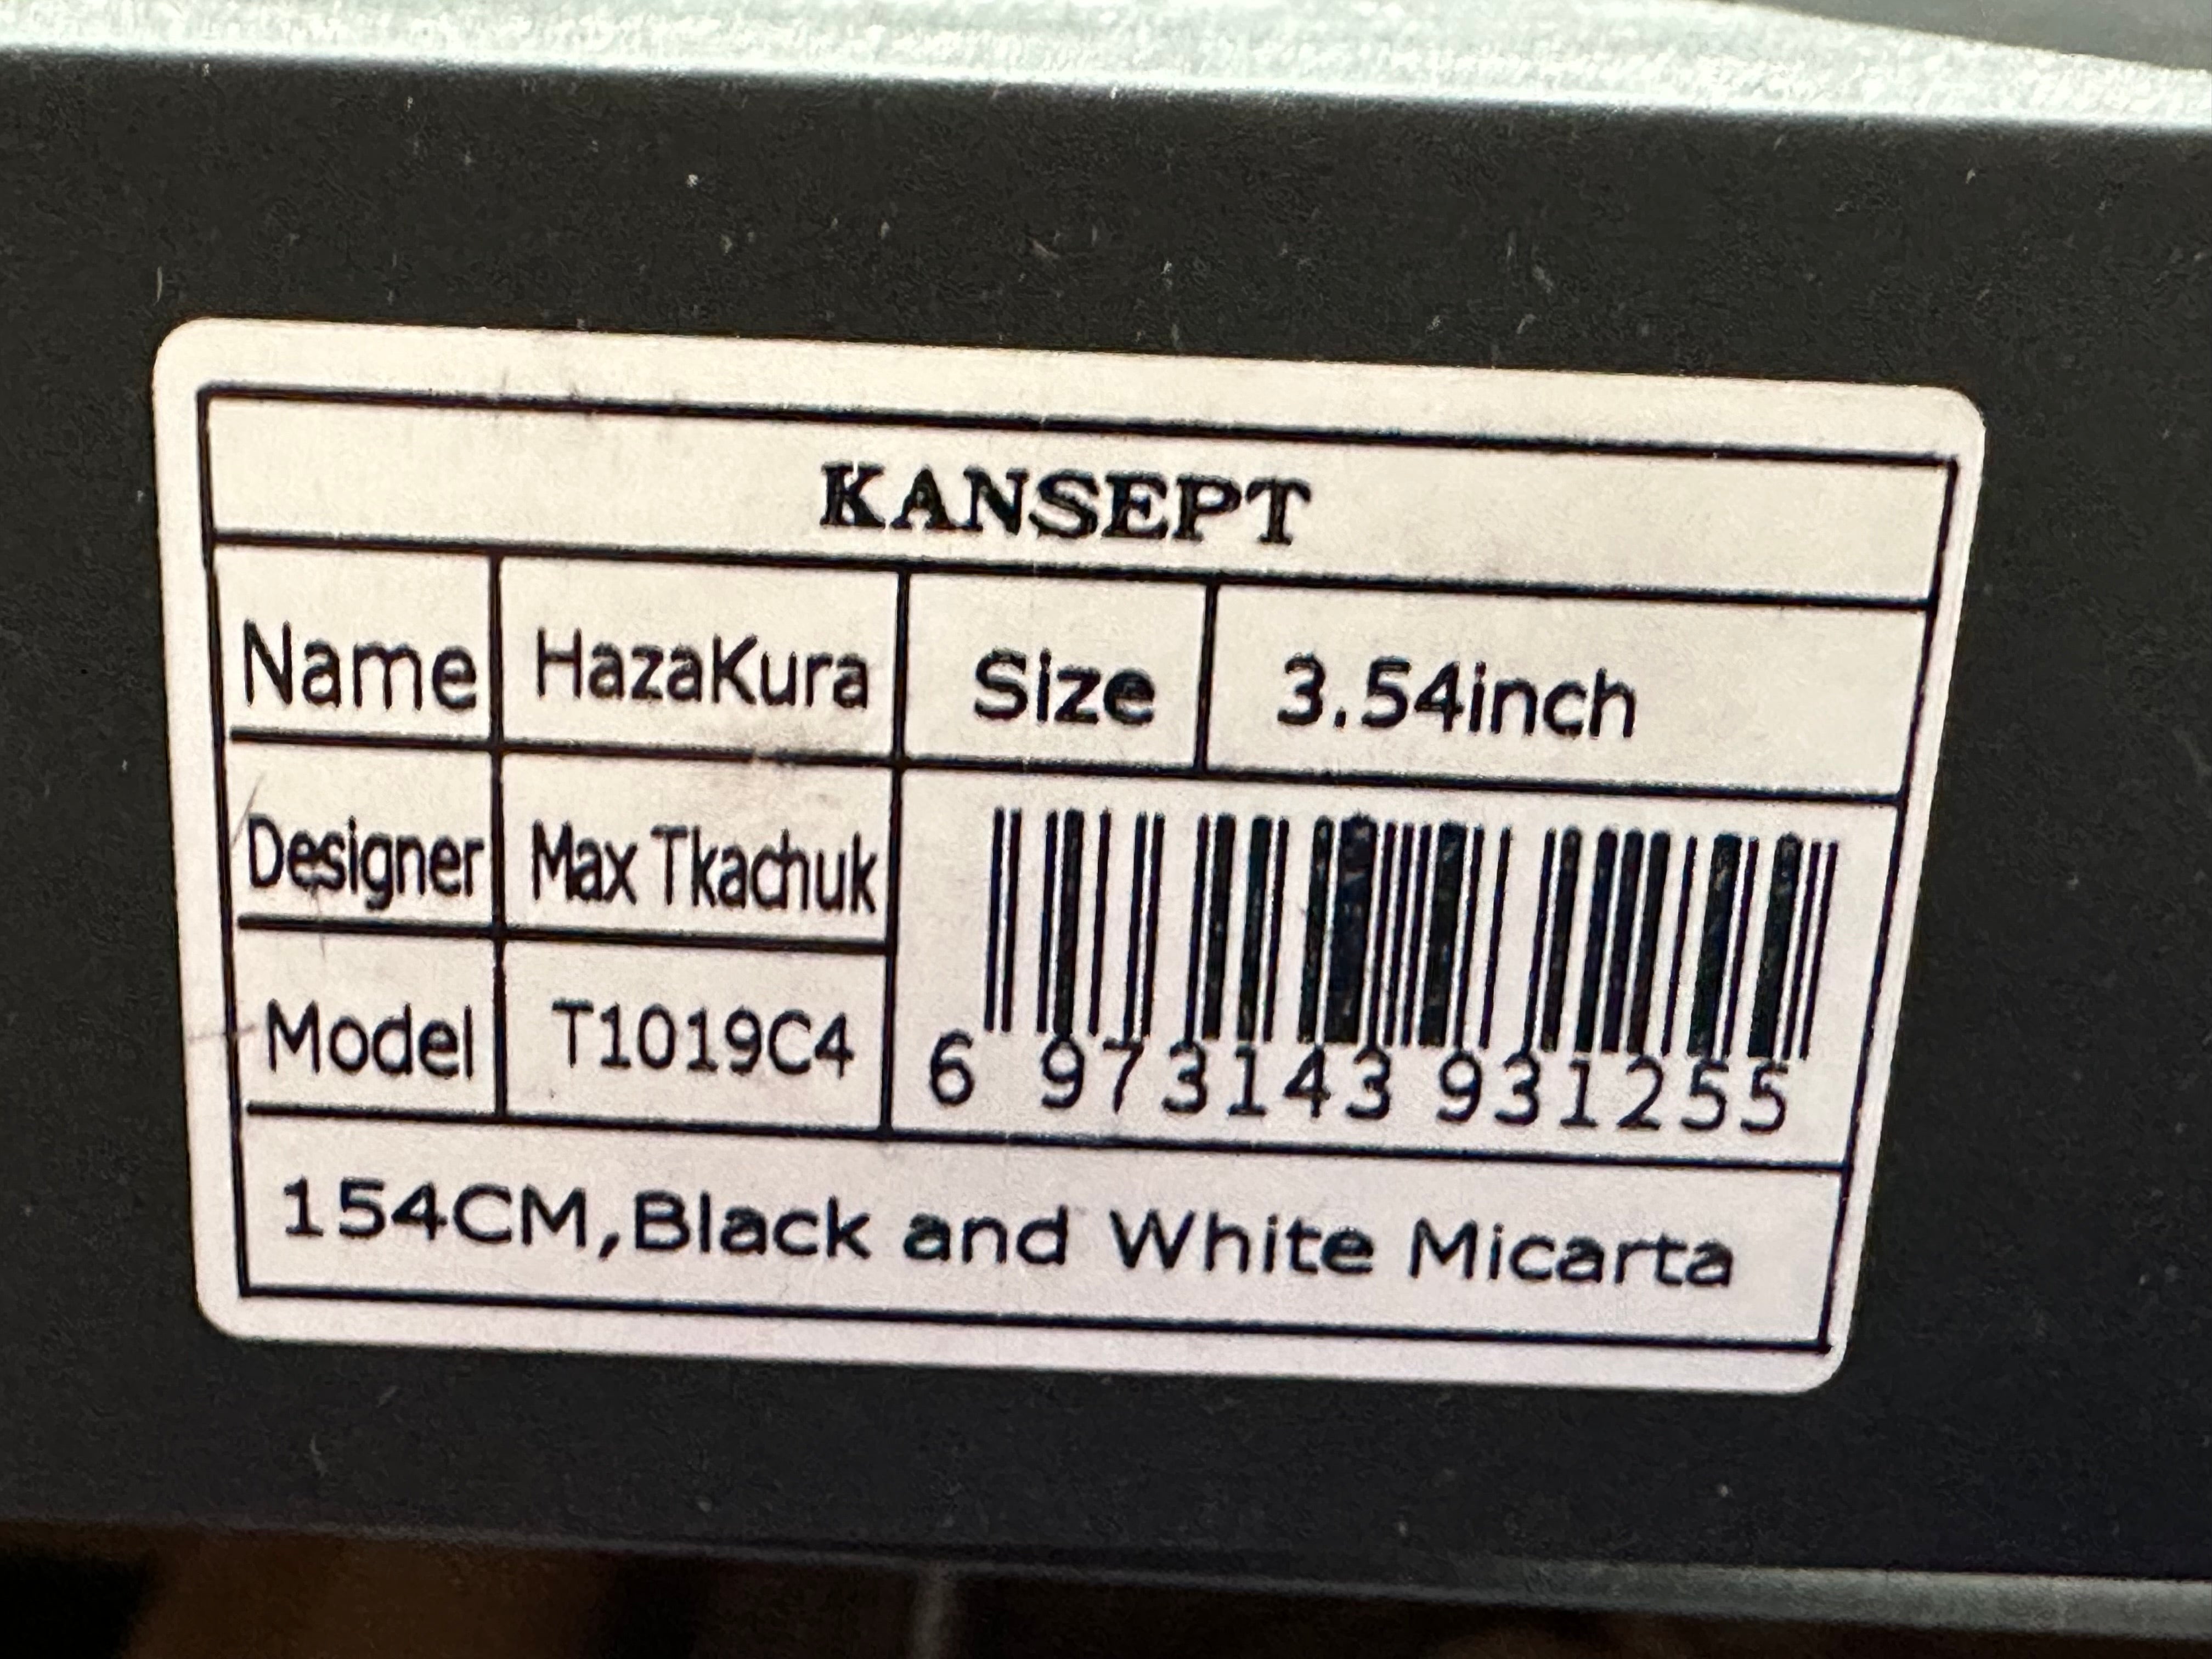 KANSEPT
Name HazaKura Size 3.54inch
Designer Max Tkachuk
Model T1019C4
6 973143 931255
154CM,Black and White Micarta